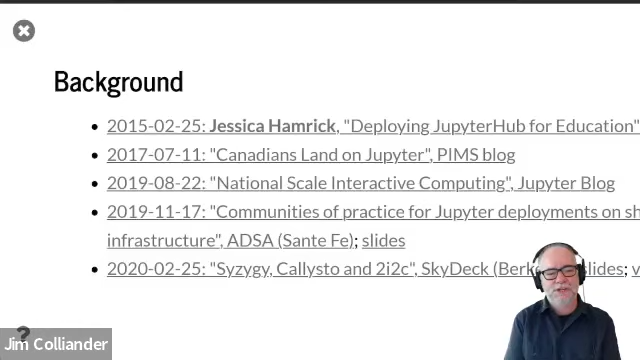 Background
2015-02-25: Jessica Hamrick, "Deploying JupyterHub for Education"
2017-07-11: "Canadians Land on Jupyter", PIMS blog
2019-08-22: "National Scale Interactive Computing", Jupyter Blog
2019-11-17: "Communities of practice for Jupyter deployments on sh
infrastructure", ADSA (Sante Fe); slides
2020-02-25: "Syzygy, Callysto and 2i2c", SkyDeck (Ber slides; v
?
Jim Colliander